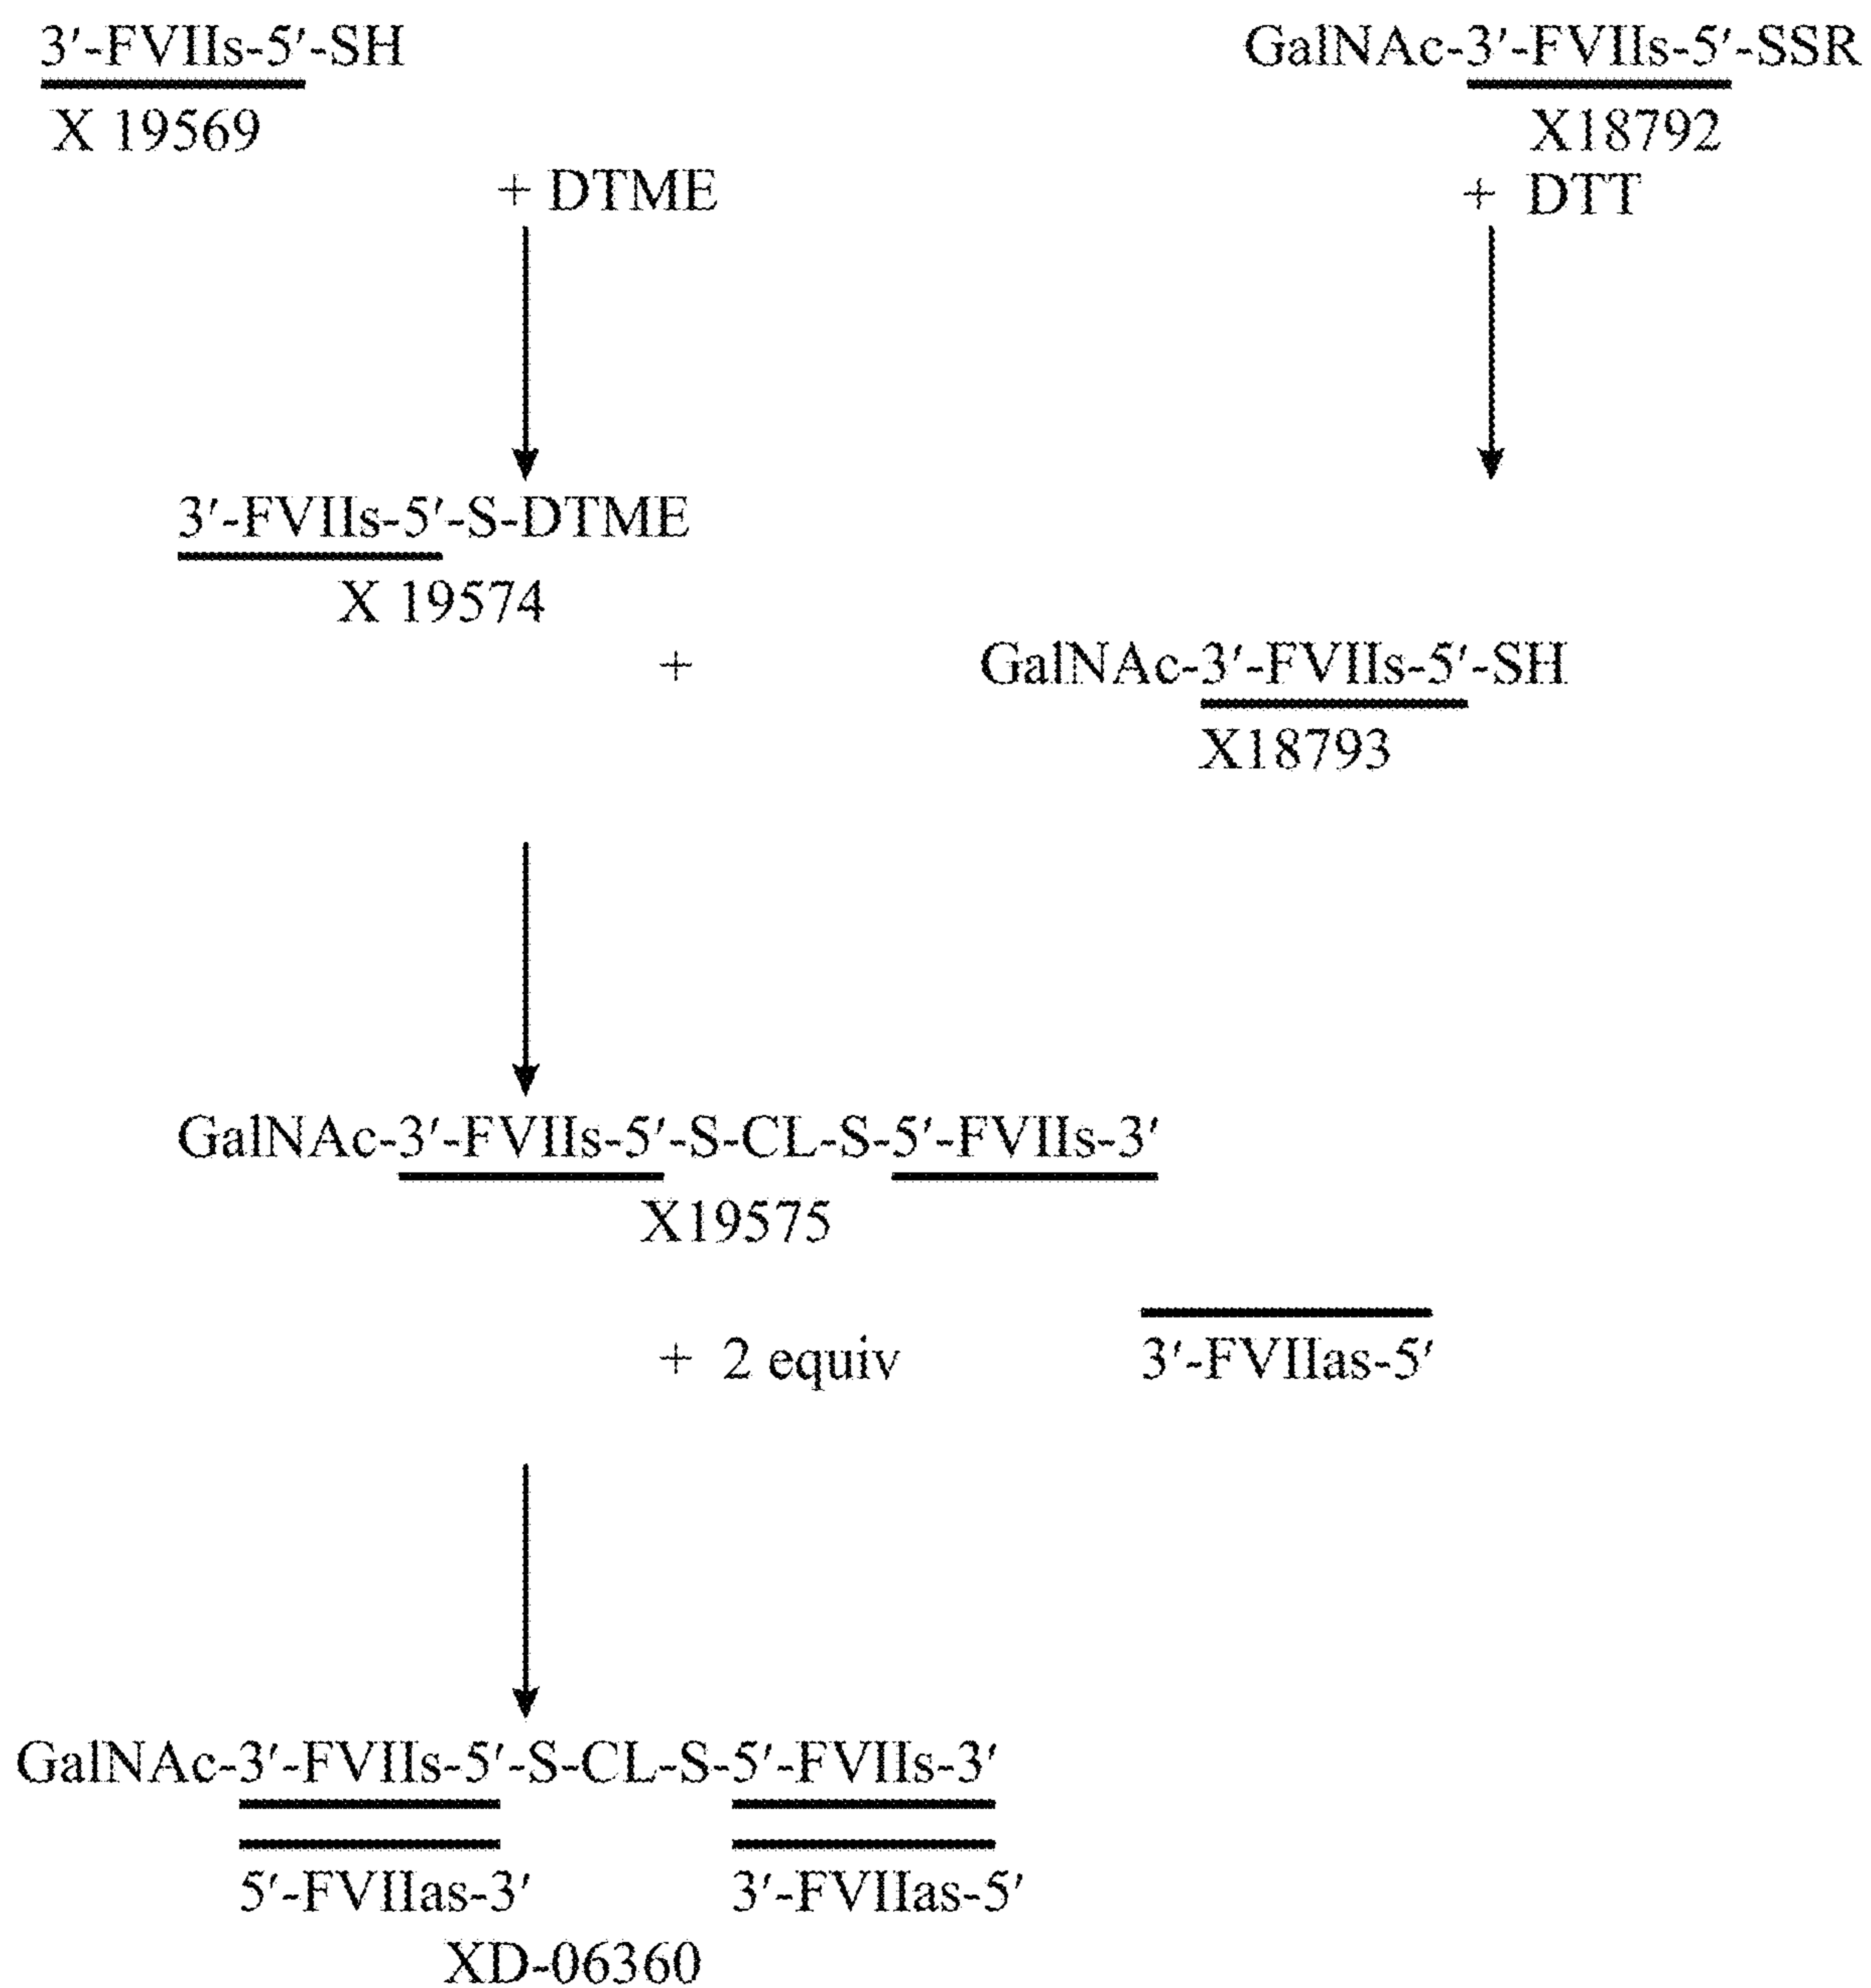 3′-FVIIs-5′-SH
GalNAc-3′-FVIIs-5′-SSR
X 19569
X18792
+ DTME
+ DTT
3′-FVIIs-5′-S-DTME
X 19574
+
GalNAc-3′-FVIIs-5′-SH
X18793
GalNAc-3′-FVIIs-5′-S-CL-S-5′-FVIIs-3′
X19575
+ 2 equiv
3′-FVIIas-5′
GalNAc-3′-FVIIs-5′-S-CL-S-5′-FVIIs-3′
5′-FVIIas-3′
3′-FVIIas-5′
XD-06360